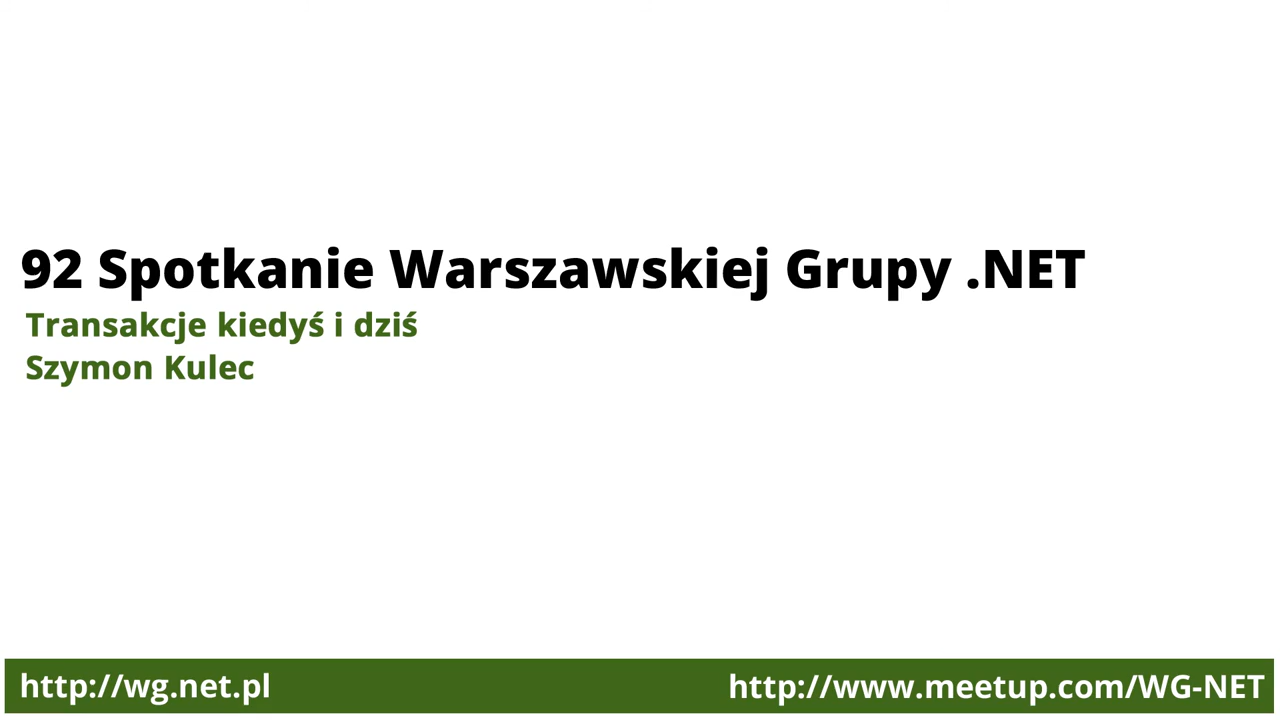 92 Spotkanie Warszawskiej Grupy .NET
Transakcje kiedyś i dziś
Szymon Kulec
http://wg.net.pl
http://www.meetup.com/WG-NET